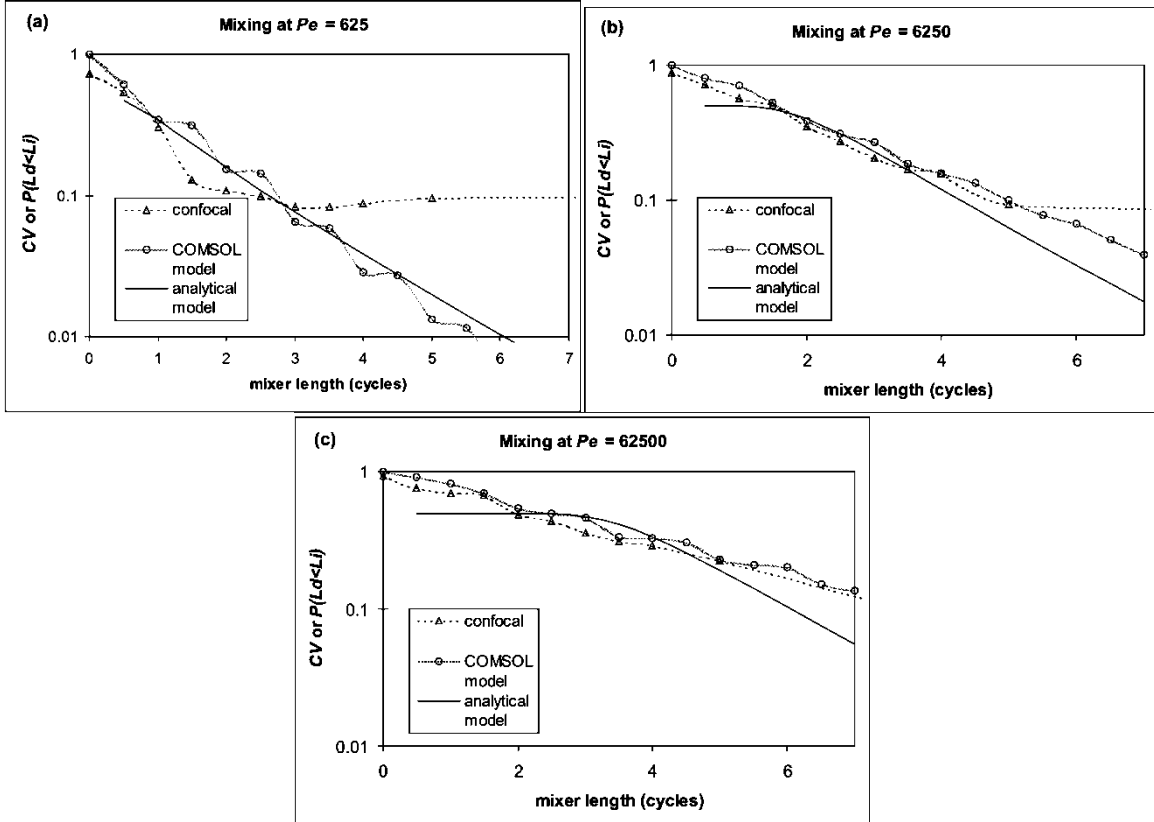 (a)
Mixing at Pe = 625
1
0.1
0.01
CV or P(Ld<Li)
confocal
COMSOL
model
analytical
model
0 1 2 3 4 5 6 7
mixer length (cycles)
(b)
Mixing at Pe = 6250
1
0.1
0.01
CV or P(Ld<Li)
confocal
COMSOL
model
analytical
model
0 2 4 6
mixer length (cycles)
(c)
Mixing at Pe = 62500
1
0.1
0.01
CV or P(Ld<Li)
confocal
COMSOL
model
analytical
model
0 2 4 6
mixer length (cycles)